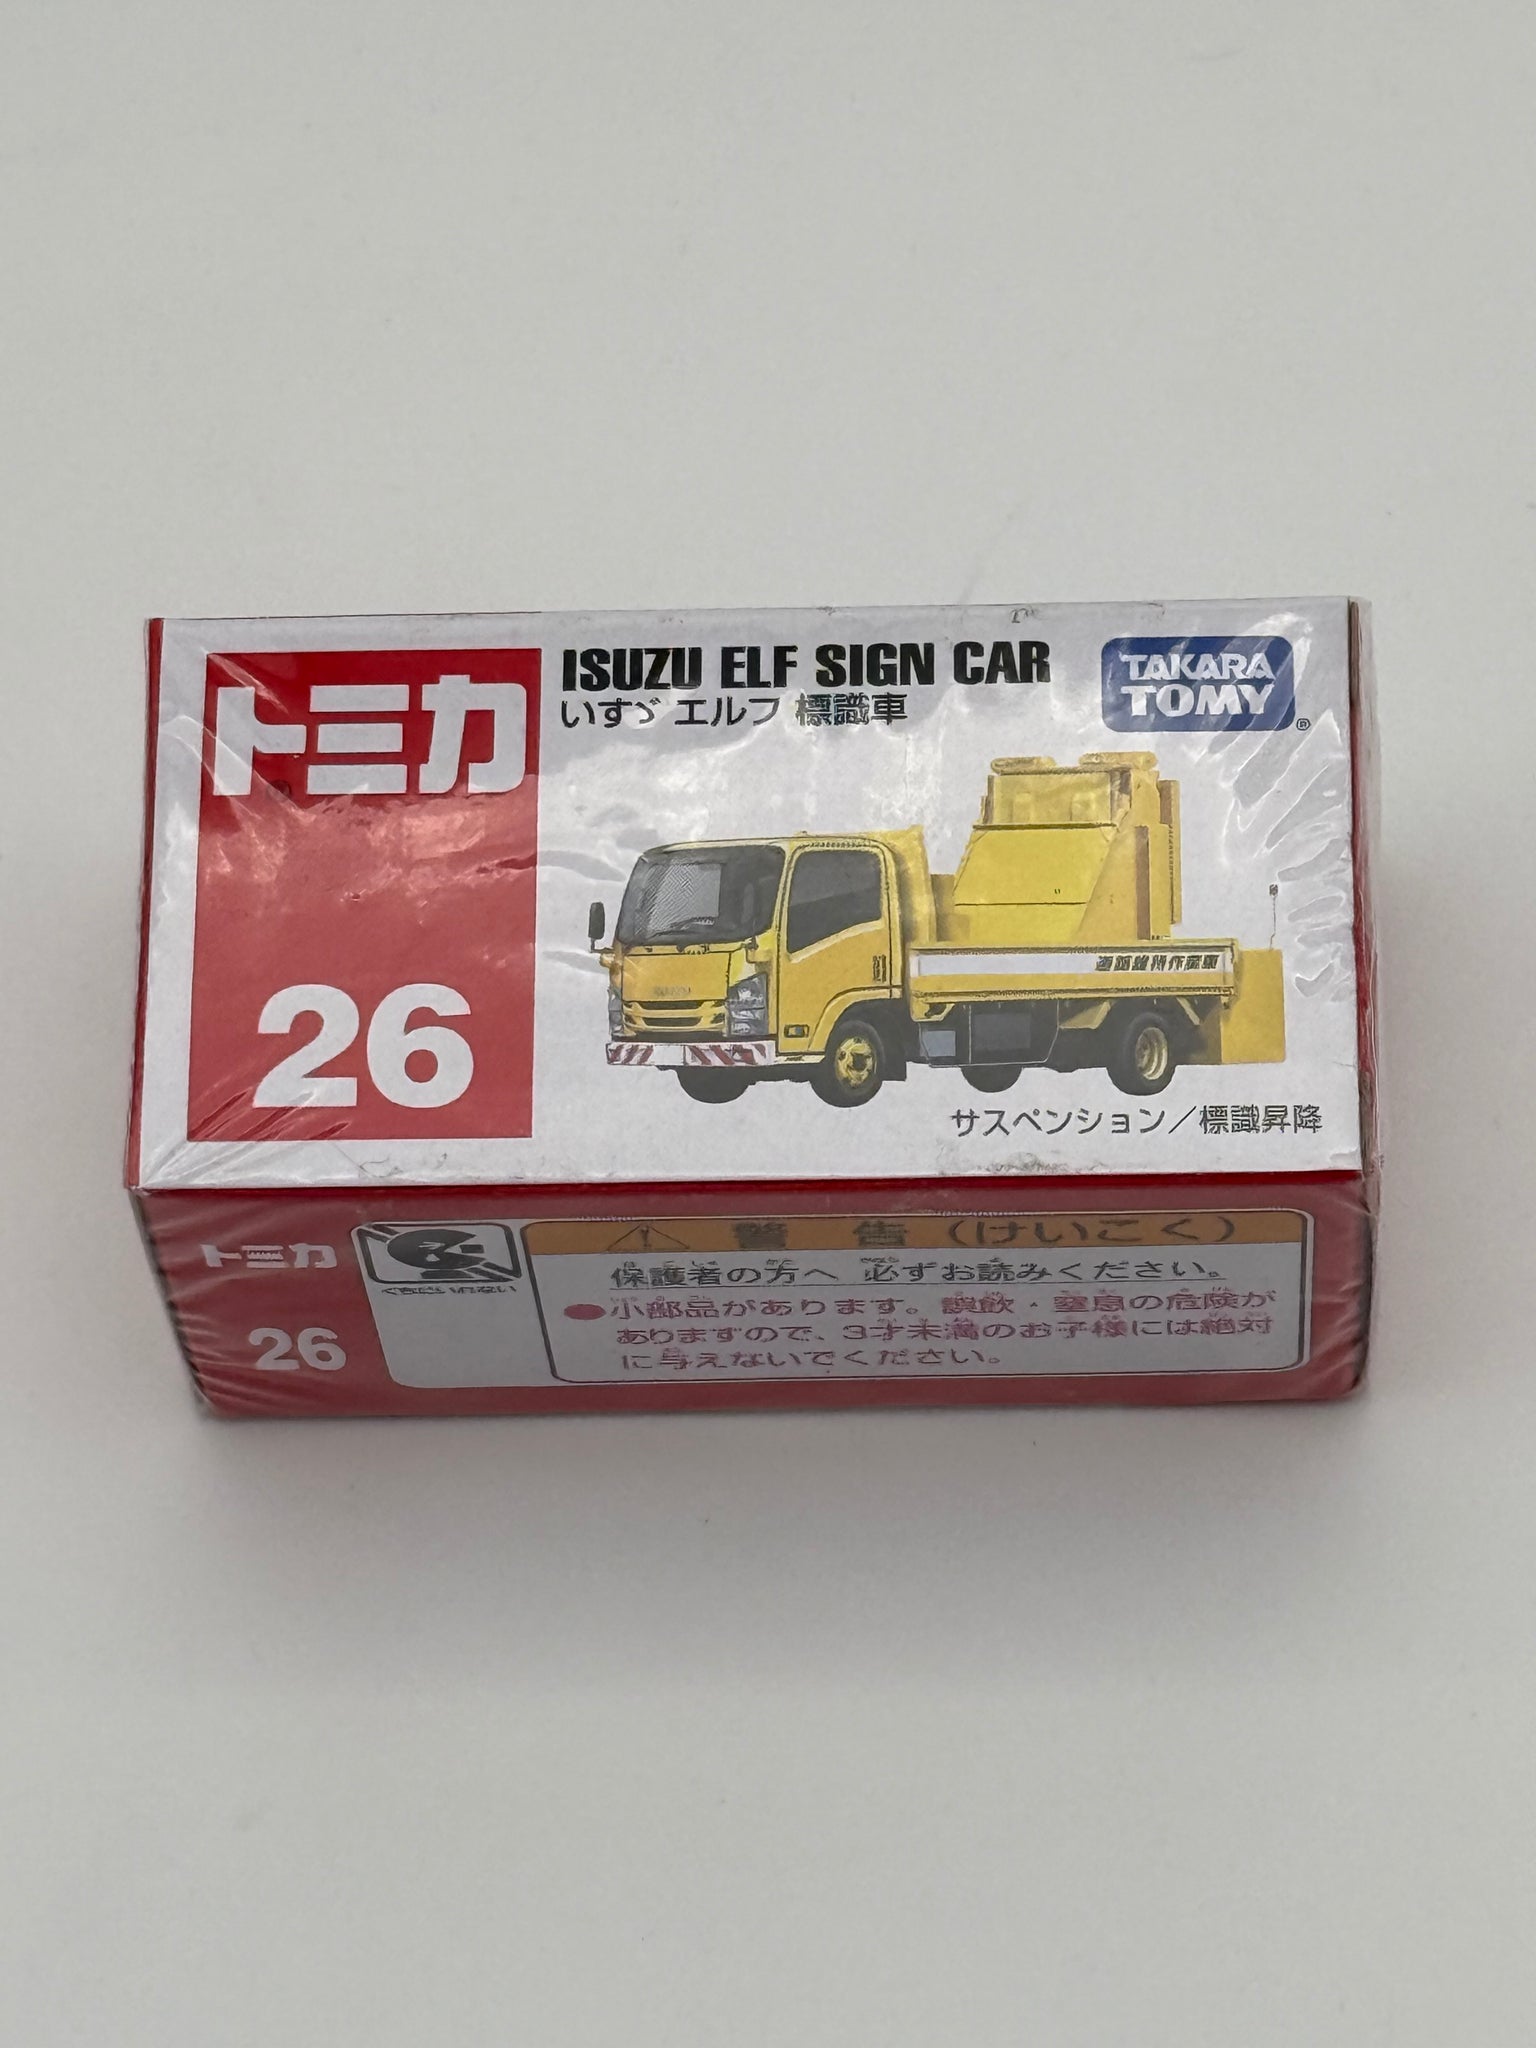 トミカ
26
ISUZU ELF SIGN CAR
いすゞ エルフ 標識車
TAKARA
TOMY
®
サスペンション／標識昇降
トミカ
26
警 告 (けいこく)
保護者の方へ 必ずお読みください。
●小部品があります。誤飲・窒息の危険が
ありますので、3才未満のお子様には絶対
に与えないでください。